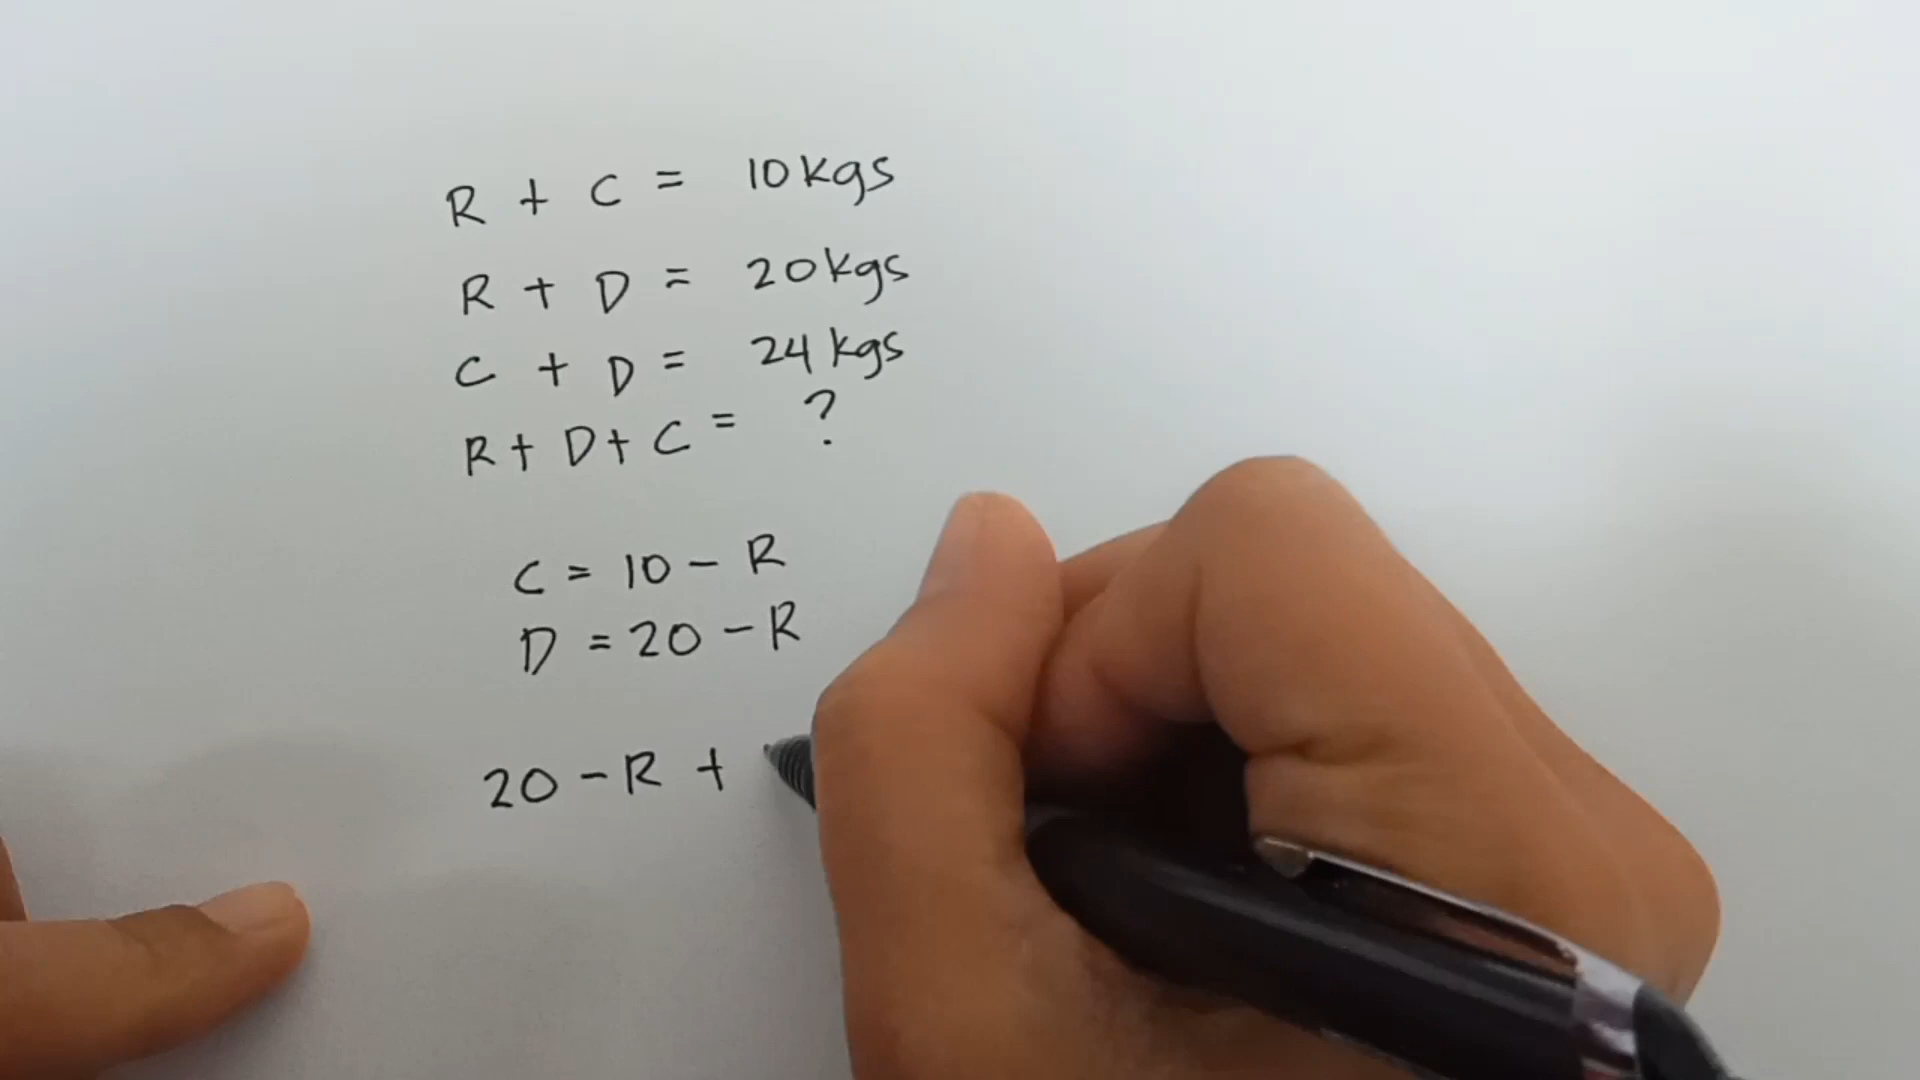 R + C = 10kgs
R + D = 20kgs
C + D = 24kgs
R + D + C = ?
C = 10 - R
D = 20 - R
20 - R +